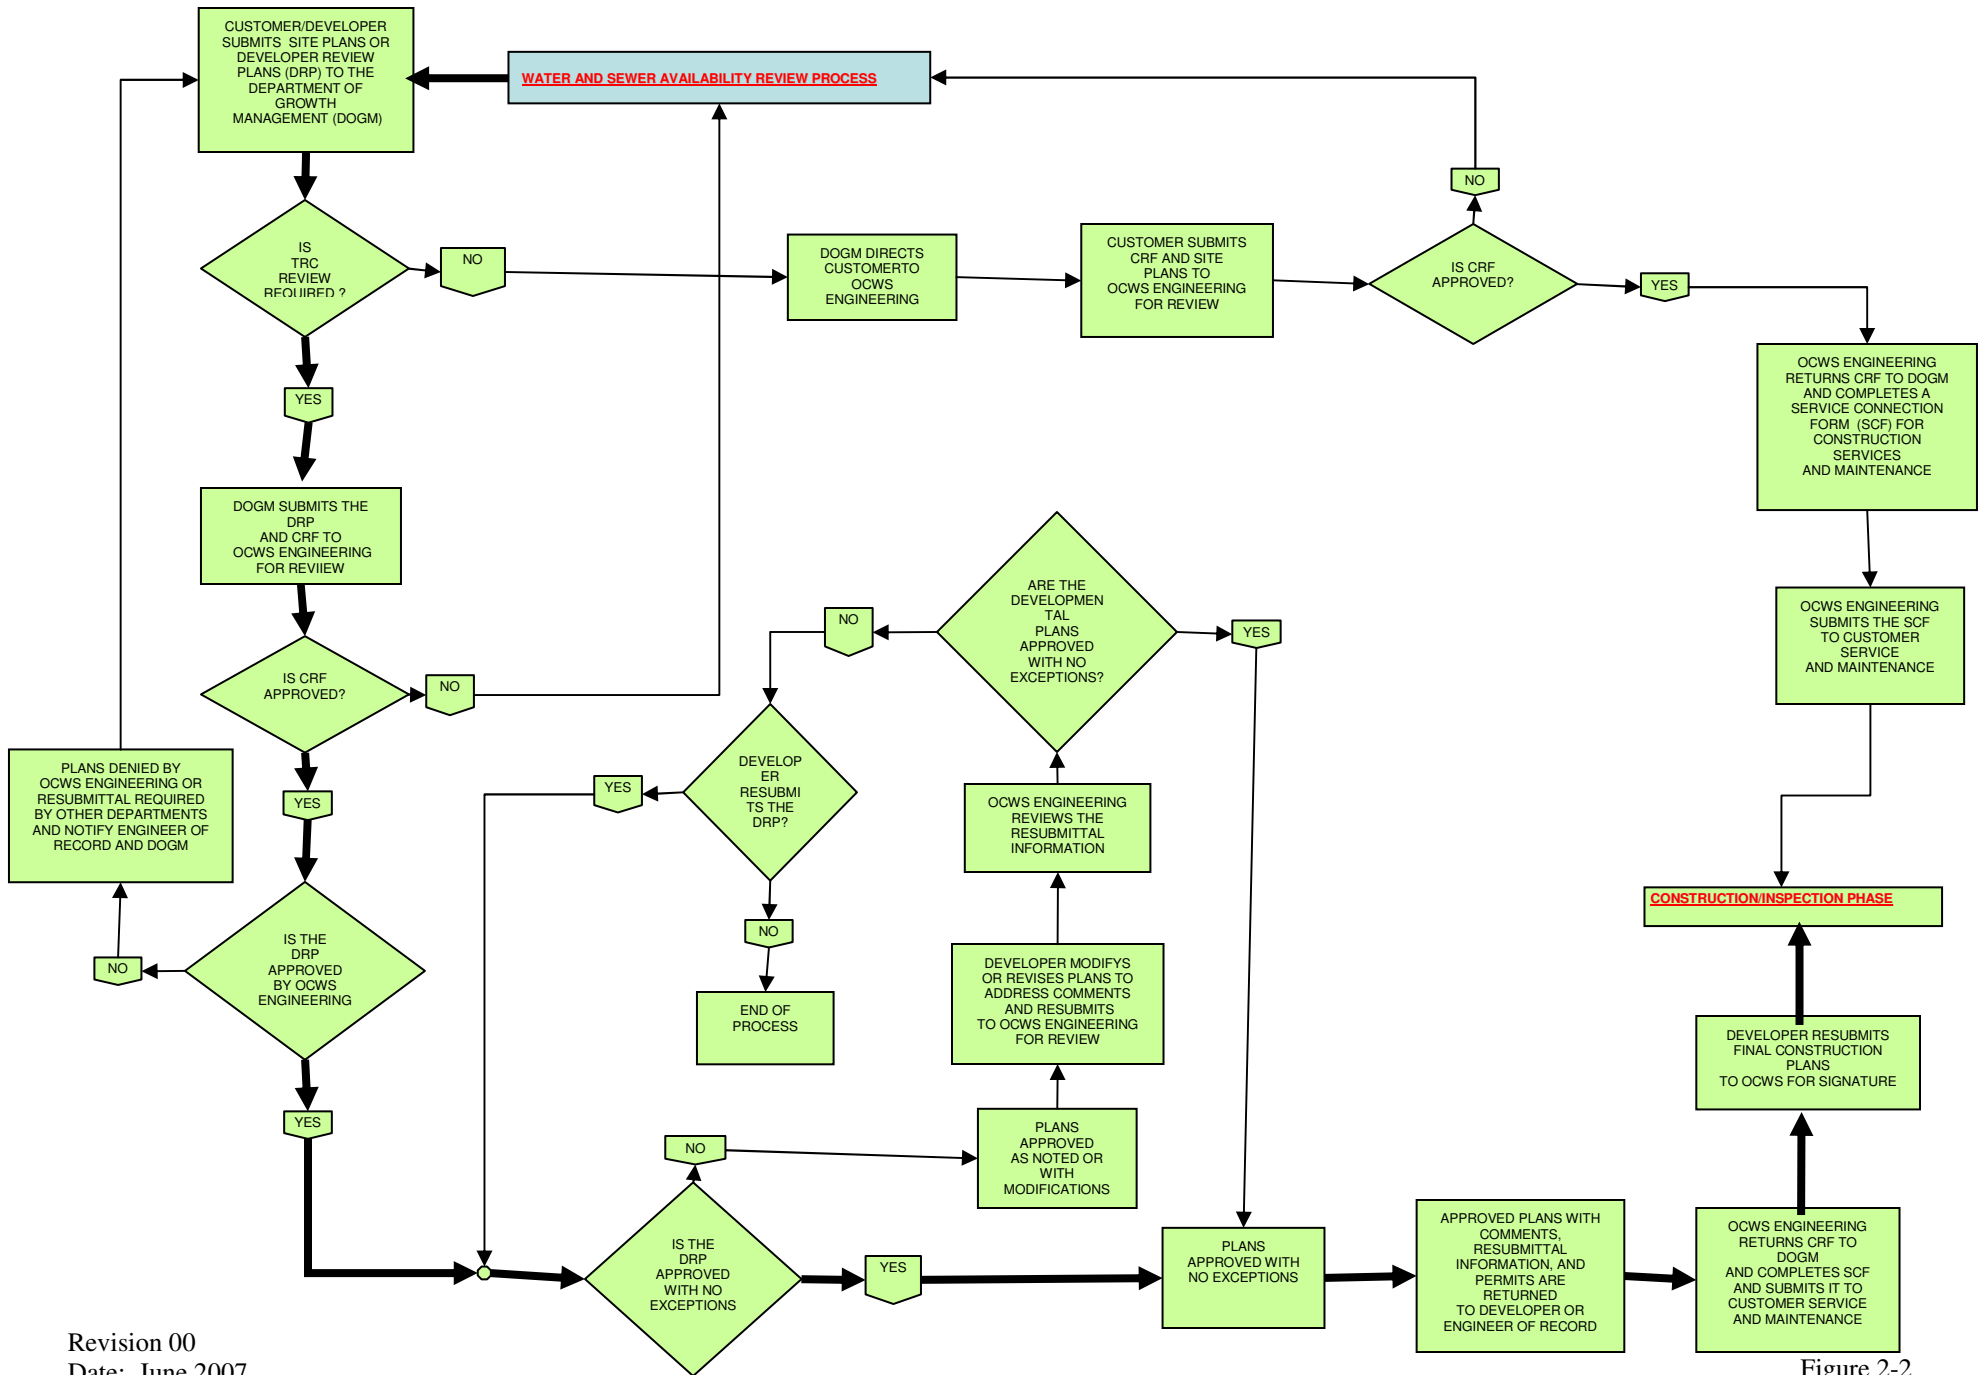 CUSTOMER/DEVELOPER
SUBMITS SITE PLANS OR
DEVELOPER REVIEW
PLANS (DRP) TO THE
DEPARTMENT OF
GROWTH
MANAGEMENT (DOGM)
WATER AND SEWER AVAILABILITY REVIEW PROCESS
IS
TRC
REVIEW
REQUIRED ?
NO
DOGM DIRECTS
CUSTOMERTO
OCWS
ENGINEERING
CUSTOMER SUBMITS
CRF AND SITE
PLANS TO
OCWS ENGINEERING
FOR REVIEW
NO
IS CRF
APPROVED?
YES
OCWS ENGINEERING
RETURNS CRF TO DOGM
AND COMPLETES A
SERVICE CONNECTION
FORM (SCF) FOR
CONSTRUCTION
SERVICES
AND MAINTENANCE
YES
DOGM SUBMITS THE
DRP
AND CRF TO
OCWS ENGINEERING
FOR REVIIEW
OCWS ENGINEERING
SUBMITS THE SCF
TO CUSTOMER
SERVICE
AND MAINTENANCE
ARE THE
DEVELOPMEN
TAL
PLANS
APPROVED
WITH NO
EXCEPTIONS?
NO
YES
IS CRF
APPROVED?
NO
YES
PLANS DENIED BY
OCWS ENGINEERING OR
RESUBMITTAL REQUIRED
BY OTHER DEPARTMENTS
AND NOTIFY ENGINEER OF
RECORD AND DOGM
DEVELOP
ER
RESUBMI
TS THE
DRP?
YES
NO
END OF
PROCESS
OCWS ENGINEERING
REVIEWS THE
RESUBMITTAL
INFORMATION
DEVELOPER MODIFYS
OR REVISES PLANS TO
ADDRESS COMMENTS
AND RESUBMITS
TO OCWS ENGINEERING
FOR REVIEW
CONSTRUCTION/INSPECTION PHASE
IS THE
DRP
APPROVED
BY OCWS
ENGINEERING
NO
YES
DEVELOPER RESUBMITS
FINAL CONSTRUCTION
PLANS
TO OCWS FOR SIGNATURE
NO
PLANS
APPROVED
AS NOTED OR
WITH
MODIFICATIONS
IS THE
DRP
APPROVED
WITH NO
EXCEPTIONS
YES
PLANS
APPROVED WITH
NO EXCEPTIONS
APPROVED PLANS WITH
COMMENTS,
RESUBMITTAL
INFORMATION, AND
PERMITS ARE
RETURNED
TO DEVELOPER OR
ENGINEER OF RECORD
OCWS ENGINEERING
RETURNS CRF TO
DOGM
AND COMPLETES SCF
AND SUBMITS IT TO
CUSTOMER SERVICE
AND MAINTENANCE
Revision 00
Date: June 2007
Figure 2-2